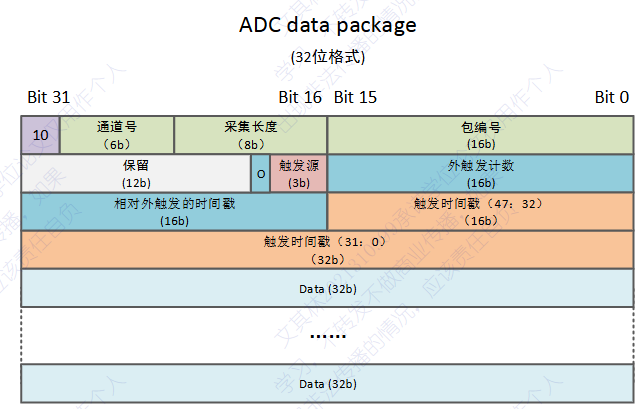 ADC data package
(32位格式)
Bit 31 Bit 16 Bit 15 Bit 0
10 通道号 (6b) 采集长度 (8b) 包编号 (16b)
保留 (12b) O 触发源 (3b) 外触发计数 (16b)
相对外触发的时间戳 (16b) 触发时间戳(47:32) (16b)
触发时间戳(31:0)
(32b)
Data (32b)
......
Data (32b)